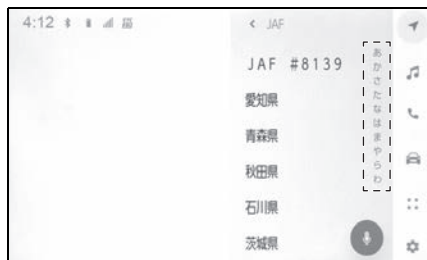 4:12
JAF
JAF #8139
愛知県
青森県
秋田県
石川県
茨城県
あ
か
さ
た
な
は
ま
や
ら
わ